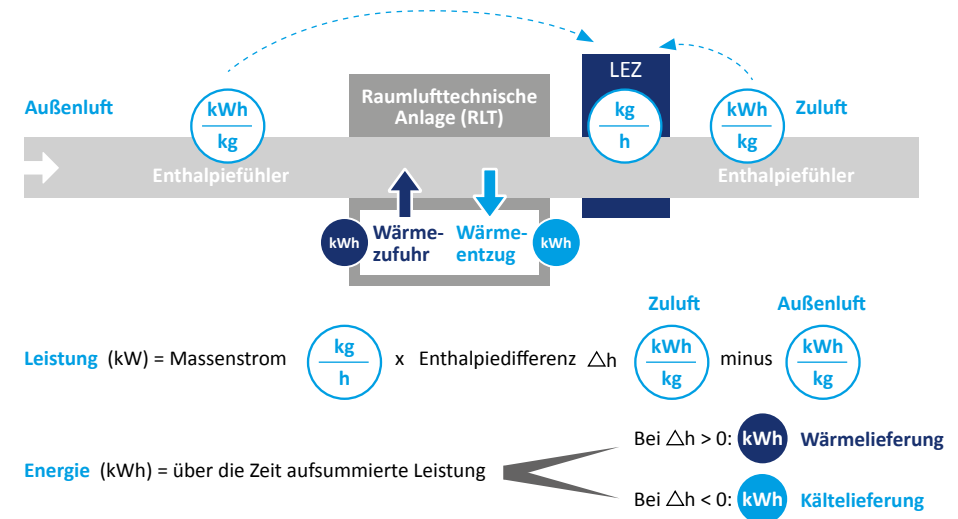 LEZ
Außenluft
kWh
kg
Raumlufttechnische
Anlage (RLT)
kg
h
kWh
kg
Zuluft
Enthalpiefühler
Enthalpiefühler
kWh
Wärme-
zufuhr
Wärme-
entzug
kWh
Zuluft
Außenluft
Leistung (kW) = Massenstrom kg/h x Enthalpiedifferenz △h kWh/kg minus kWh/kg
Bei △h > 0: kWh Wärmelieferung
Energie (kWh) = über die Zeit aufsummierte Leistung
Bei △h < 0: kWh Kältelieferung